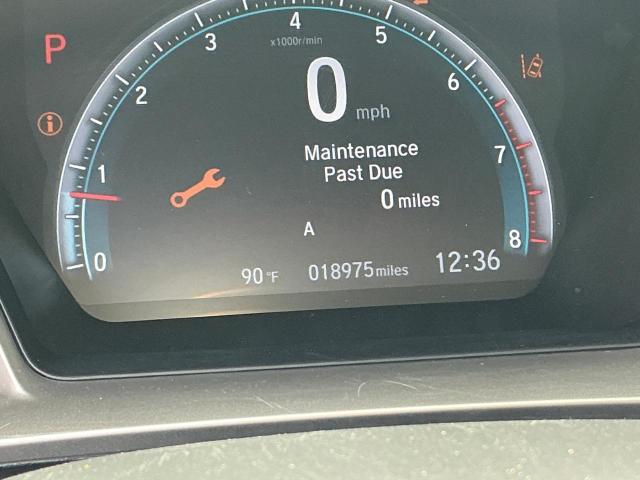 P
i
0
1
2
3
4
5
6
7
8
x1000r/min
0 mph
Maintenance
Past Due
0 miles
A
90°F 018975 miles 12:36